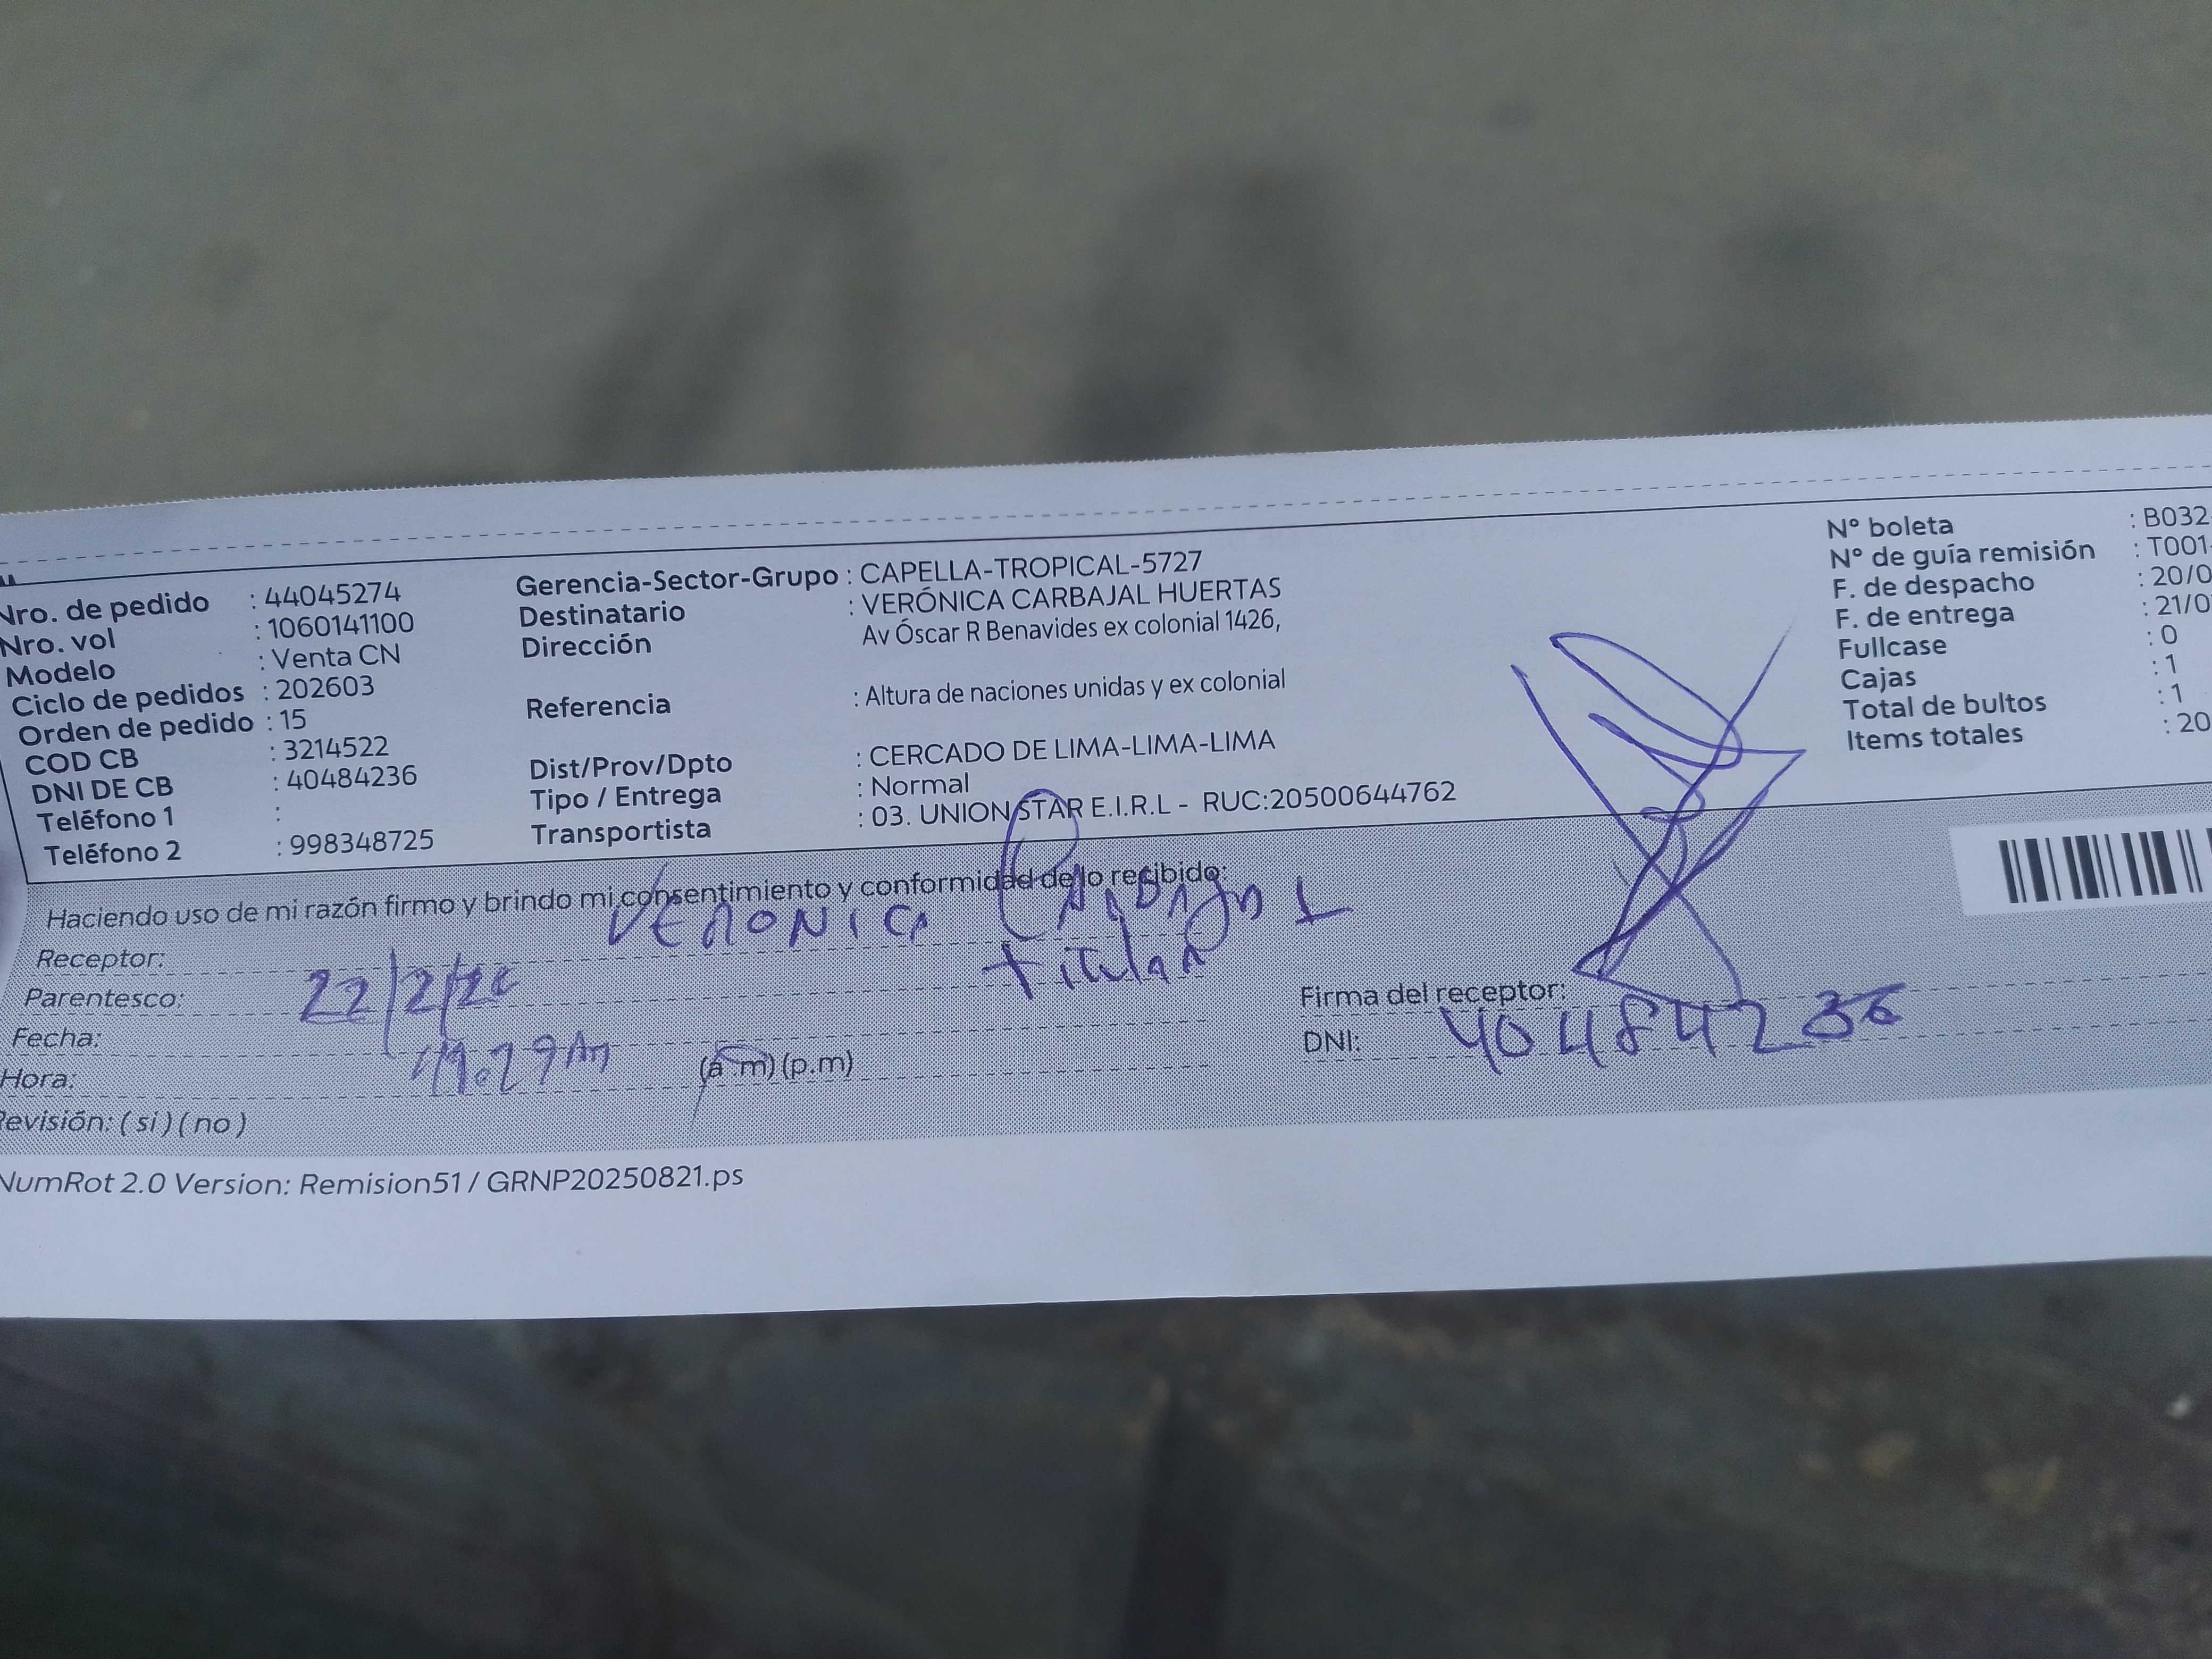 Nro. de pedido : 44045274
Nro. vol : 1060141100
Modelo : Venta CN
Ciclo de pedidos : 202603
Orden de pedido : 15
COD CB : 3214522
DNI DE CB : 40484236
Teléfono 1 :
Teléfono 2 : 998348725
Gerencia-Sector-Grupo : CAPELLA-TROPICAL-5727
Destinatario : VERÓNICA CARBAJAL HUERTAS
Dirección Av Óscar R Benavides ex colonial 1426,
Referencia : Altura de naciones unidas y ex colonial
Dist/Prov/Dpto : CERCADO DE LIMA-LIMA-LIMA
Tipo / Entrega : Normal
Transportista : 03. UNION STAR E.I.R.L - RUC:20500644762
N° boleta : B032
N° de guía remisión : T001-
F. de despacho : 20/0
F. de entrega : 21/0
Fullcase : 0
Cajas : 1
Total de bultos : 1
Items totales : 20
Haciendo uso de mi razón firmo y brindo mi consentimiento y conformidad de lo recibido:
Receptor: VERONICA
Parentesco: titular
Fecha: 22/2/
Hora: (a m) (p.m)
Firma del receptor:
DNI: 40484236
Revisión: ( si ) ( no )
NumRot 2.0 Version: Remision51 / GRNP20250821.ps